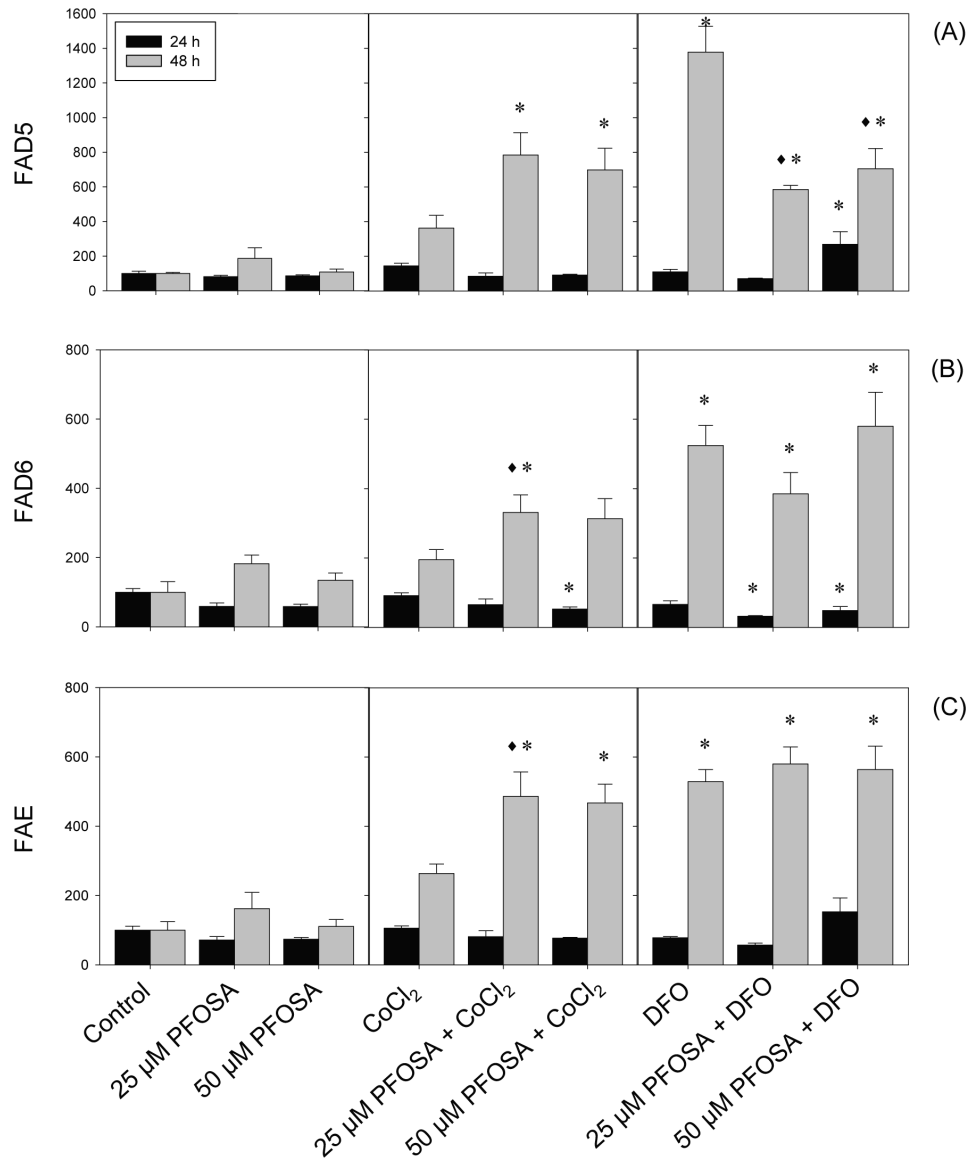 (A)
24 h
48 h
FAD5
1600
1400
1200
1000
800
600
400
200
0
*
* *
* ♦ * * ♦ *
(B)
FAD6
800
600
400
200
0
♦ * *
* * * * *
(C)
FAE
800
600
400
200
0
♦ * *
* * *
Control
25 µM PFOSA
50 µM PFOSA
CoCl₂
25 µM PFOSA + CoCl₂
50 µM PFOSA + CoCl₂
DFO
25 µM PFOSA + DFO
50 µM PFOSA + DFO